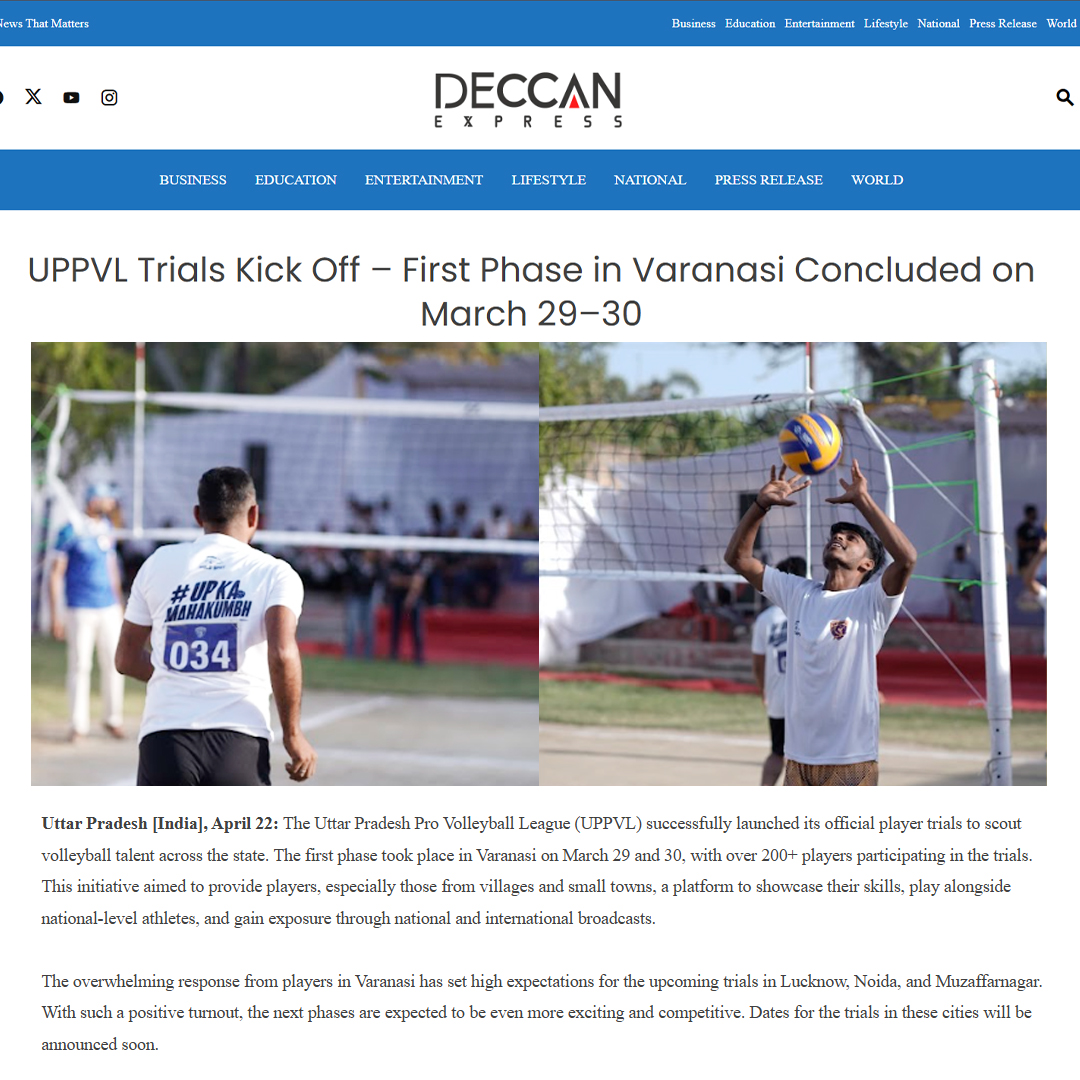 News That Matters
Business Education Entertainment Lifestyle National Press Release World
DECCAN
EXPRESS
BUSINESS EDUCATION ENTERTAINMENT LIFESTYLE NATIONAL PRESS RELEASE WORLD
UPPVL Trials Kick Off – First Phase in Varanasi Concluded on
March 29–30
#UPKA
MAHAKUMBH
034
Uttar Pradesh [India], April 22: The Uttar Pradesh Pro Volleyball League (UPPVL) successfully launched its official player trials to scout
volleyball talent across the state. The first phase took place in Varanasi on March 29 and 30, with over 200+ players participating in the trials.
This initiative aimed to provide players, especially those from villages and small towns, a platform to showcase their skills, play alongside
national-level athletes, and gain exposure through national and international broadcasts.
The overwhelming response from players in Varanasi has set high expectations for the upcoming trials in Lucknow, Noida, and Muzaffarnagar.
With such a positive turnout, the next phases are expected to be even more exciting and competitive. Dates for the trials in these cities will be
announced soon.